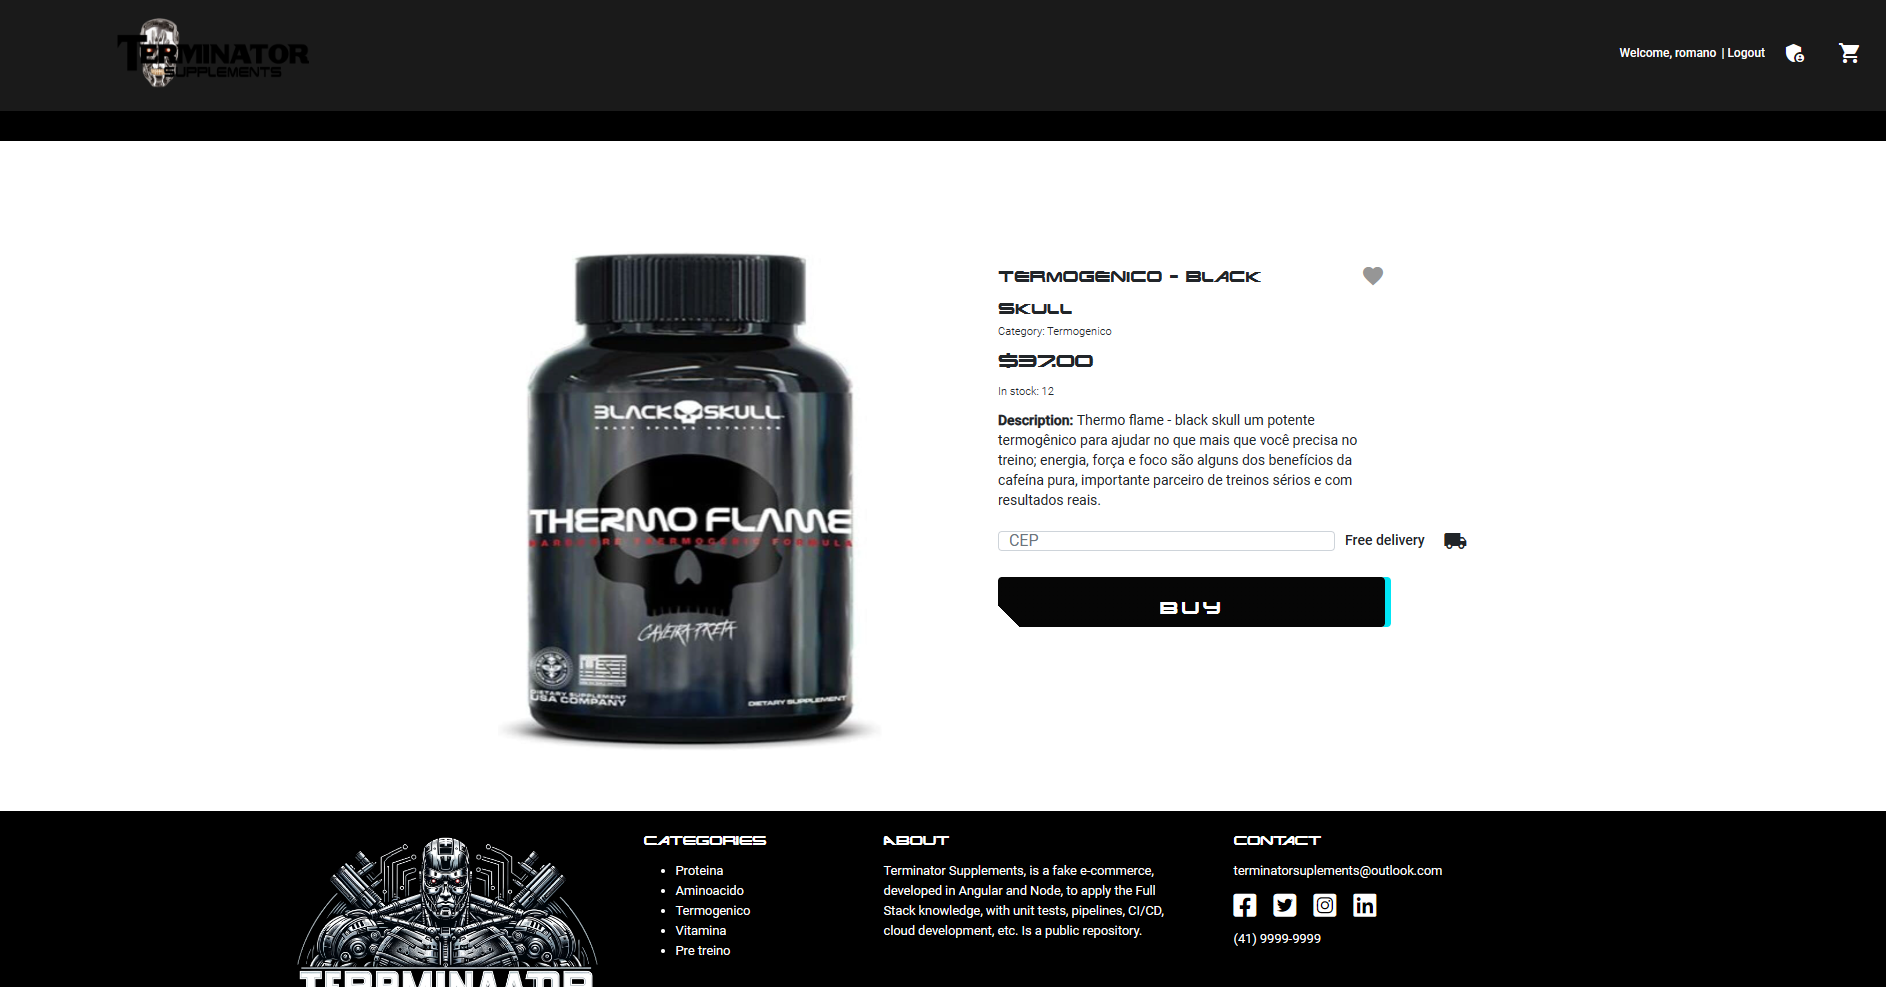 TERMINATOR
SUPPLEMENTS
Welcome, romano | Logout
TERMOGENICO - BLACK
SKULL
Category: Termogenico
$37.00
In stock: 12
Description: Thermo flame - black skull um potente
termogênico para ajudar no que mais que você precisa no
treino; energia, força e foco são alguns dos benefícios da
cafeína pura, importante parceiro de treinos sérios e com
resultados reais.
CEP
Free delivery
BUY
BLACK SKULL
HEAVY SPORTS NUTRITION
THERMO FLAME
HARDCORE THERMOGENIC FORMULA
CAVEIRA PRETA
DIETARY SUPPLEMENT
USA COMPANY
DIETARY SUPPLEMENT
TERRMINAATOR
CATEGORIES
Proteina
Aminoacido
Termogenico
Vitamina
Pre treino
ABOUT
Terminator Supplements, is a fake e-commerce,
developed in Angular and Node, to apply the Full
Stack knowledge, with unit tests, pipelines, CI/CD,
cloud development, etc. Is a public repository.
CONTACT
terminatorsuplements@outlook.com
(41) 9999-9999